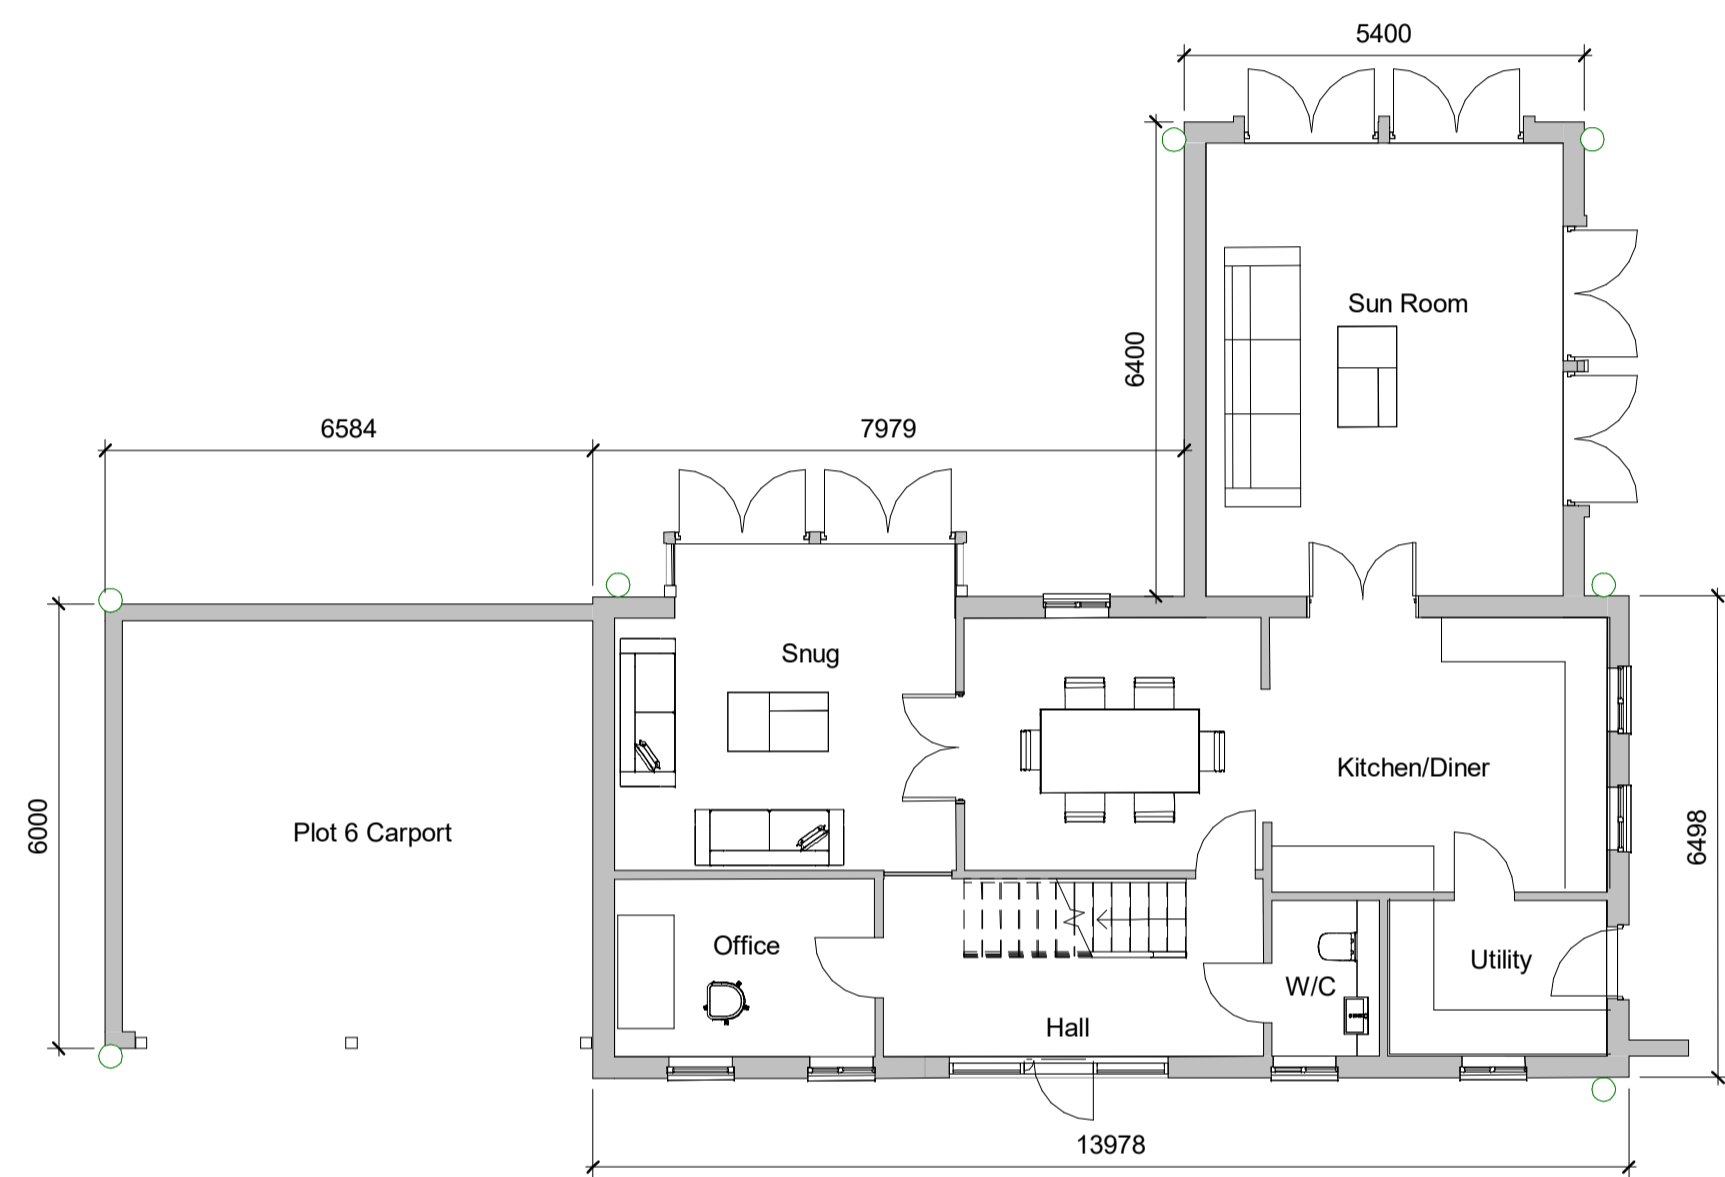 5400
Sun Room
6400
6584
7979
Snug
Kitchen/Diner
6000
Plot 6 Carport
6498
Office
Utility
W/C
Hall
13978